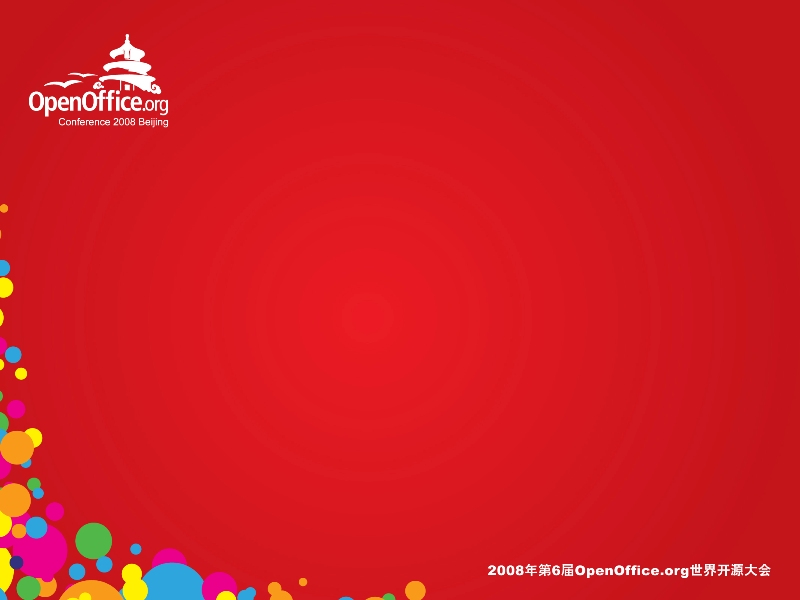 OpenOffice.org
Conference 2008 Beijing
2008年第6届OpenOffice.org世界开源大会